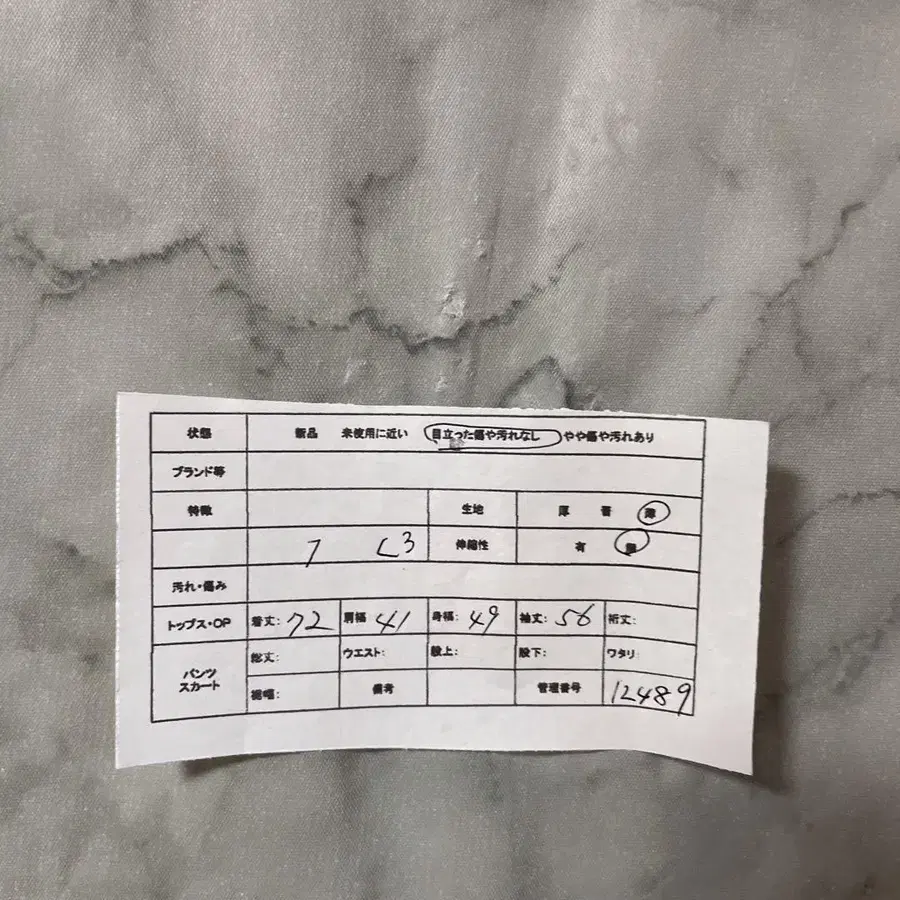 状態 新品 未使用に近い 目立った傷や汚れなし やや傷や汚れあり
ブランド等
特徴 生地 厚 普 薄
7 L3 伸縮性 有 無
汚れ・傷み
トップス・OP 着丈: 72 肩幅: 41 身幅: 49 袖丈: 56 裄丈:
パンツ スカート 総丈: ウエスト: 股上: 股下: ワタリ:
裾幅: 備考 管理番号 12489